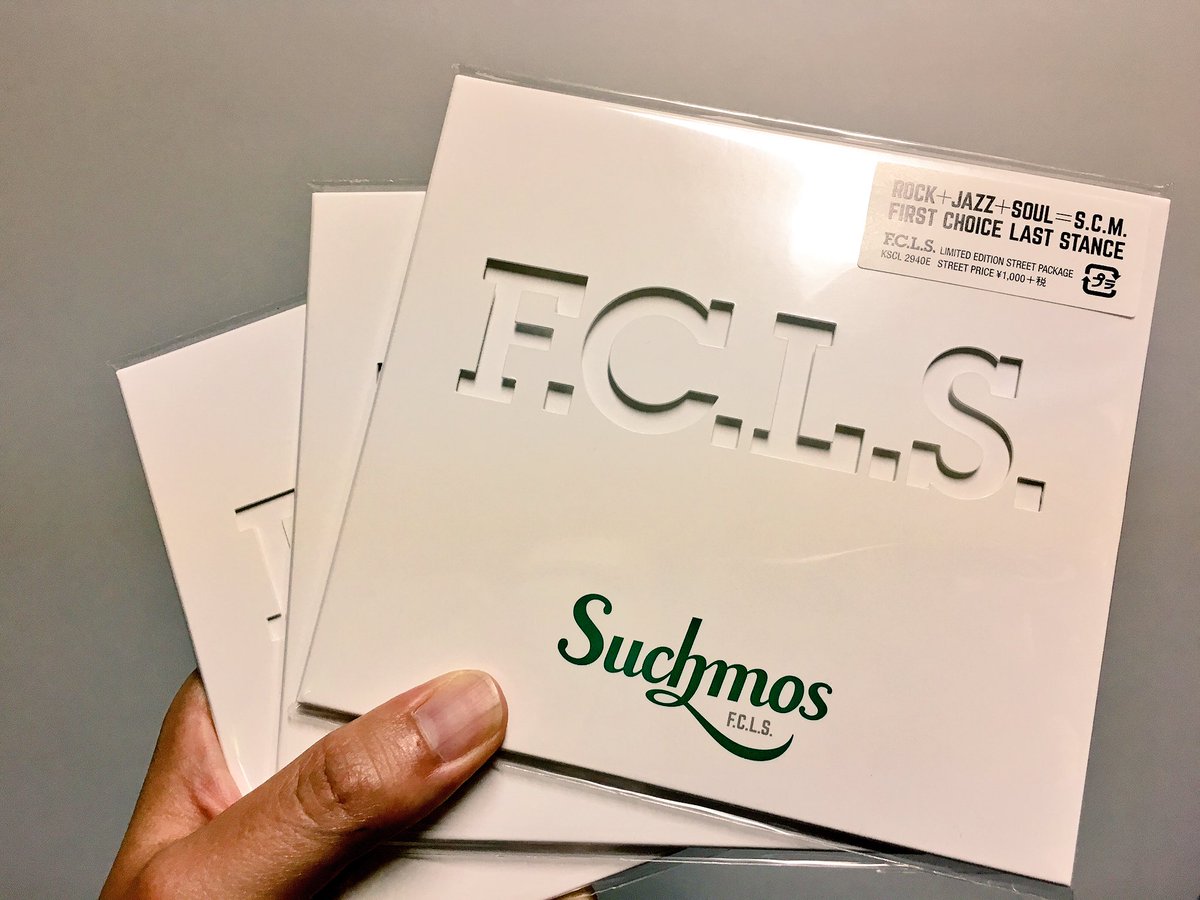 ROCK+JAZZ+SOUL=S.C.M.
FIRST CHOICE LAST STANCE
F.C.L.S. LIMITED EDITION STREET PACKAGE
KSCL 2940E STREET PRICE ¥1,000+税
プラ
F.C.L.S.
Suchmos
F.C.L.S.
F